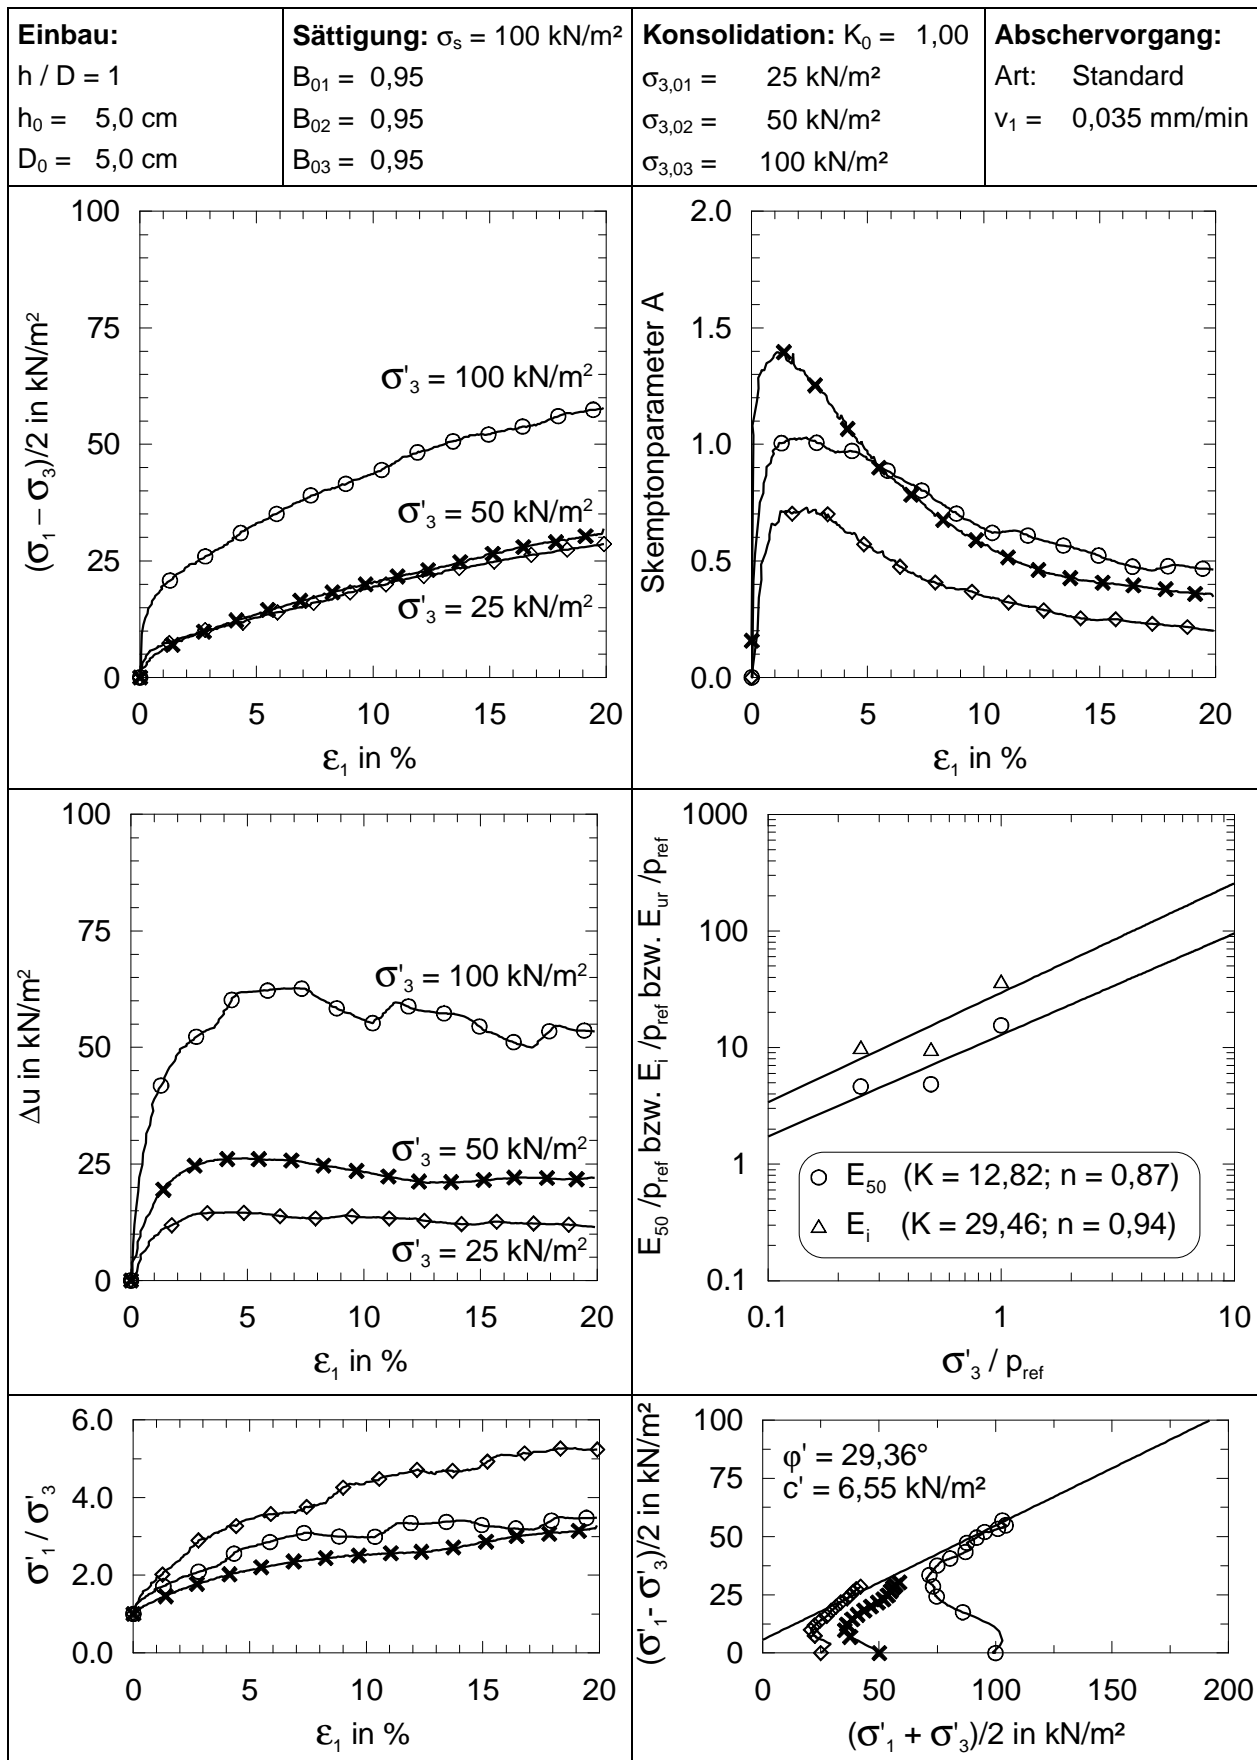 Einbau:
h / D = 1
h₀ = 5,0 cm
D₀ = 5,0 cm
Sättigung: σₛ = 100 kN/m²
B₀₁ = 0,95
B₀₂ = 0,95
B₀₃ = 0,95
Konsolidation: K₀ = 1,00
σ₃,₀₁ = 25 kN/m²
σ₃,₀₂ = 50 kN/m²
σ₃,₀₃ = 100 kN/m²
Abschervorgang:
Art: Standard
v₁ = 0,035 mm/min
100
75
50
25
0
(σ₁ – σ₃)/2 in kN/m²
σ'₃ = 100 kN/m²
σ'₃ = 50 kN/m²
σ'₃ = 25 kN/m²
0 5 10 15 20
ε₁ in %
2.0
1.5
1.0
0.5
0.0
Skemptonparameter A
0 5 10 15 20
ε₁ in %
100
75
50
25
0
Δu in kN/m²
σ'₃ = 100 kN/m²
σ'₃ = 50 kN/m²
σ'₃ = 25 kN/m²
0 5 10 15 20
ε₁ in %
1000
100
10
1
0.1
E₅₀ /p_ref bzw. E_i /p_ref bzw. E_ur /p_ref
E₅₀ (K = 12,82; n = 0,87)
E_i (K = 29,46; n = 0,94)
0.1 1 10
σ'₃ / p_ref
6.0
4.0
2.0
0.0
σ'₁ / σ'₃
0 5 10 15 20
ε₁ in %
100
75
50
25
0
(σ'₁ - σ'₃)/2 in kN/m²
φ' = 29,36°
c' = 6,55 kN/m²
0 50 100 150 200
(σ'₁ + σ'₃)/2 in kN/m²